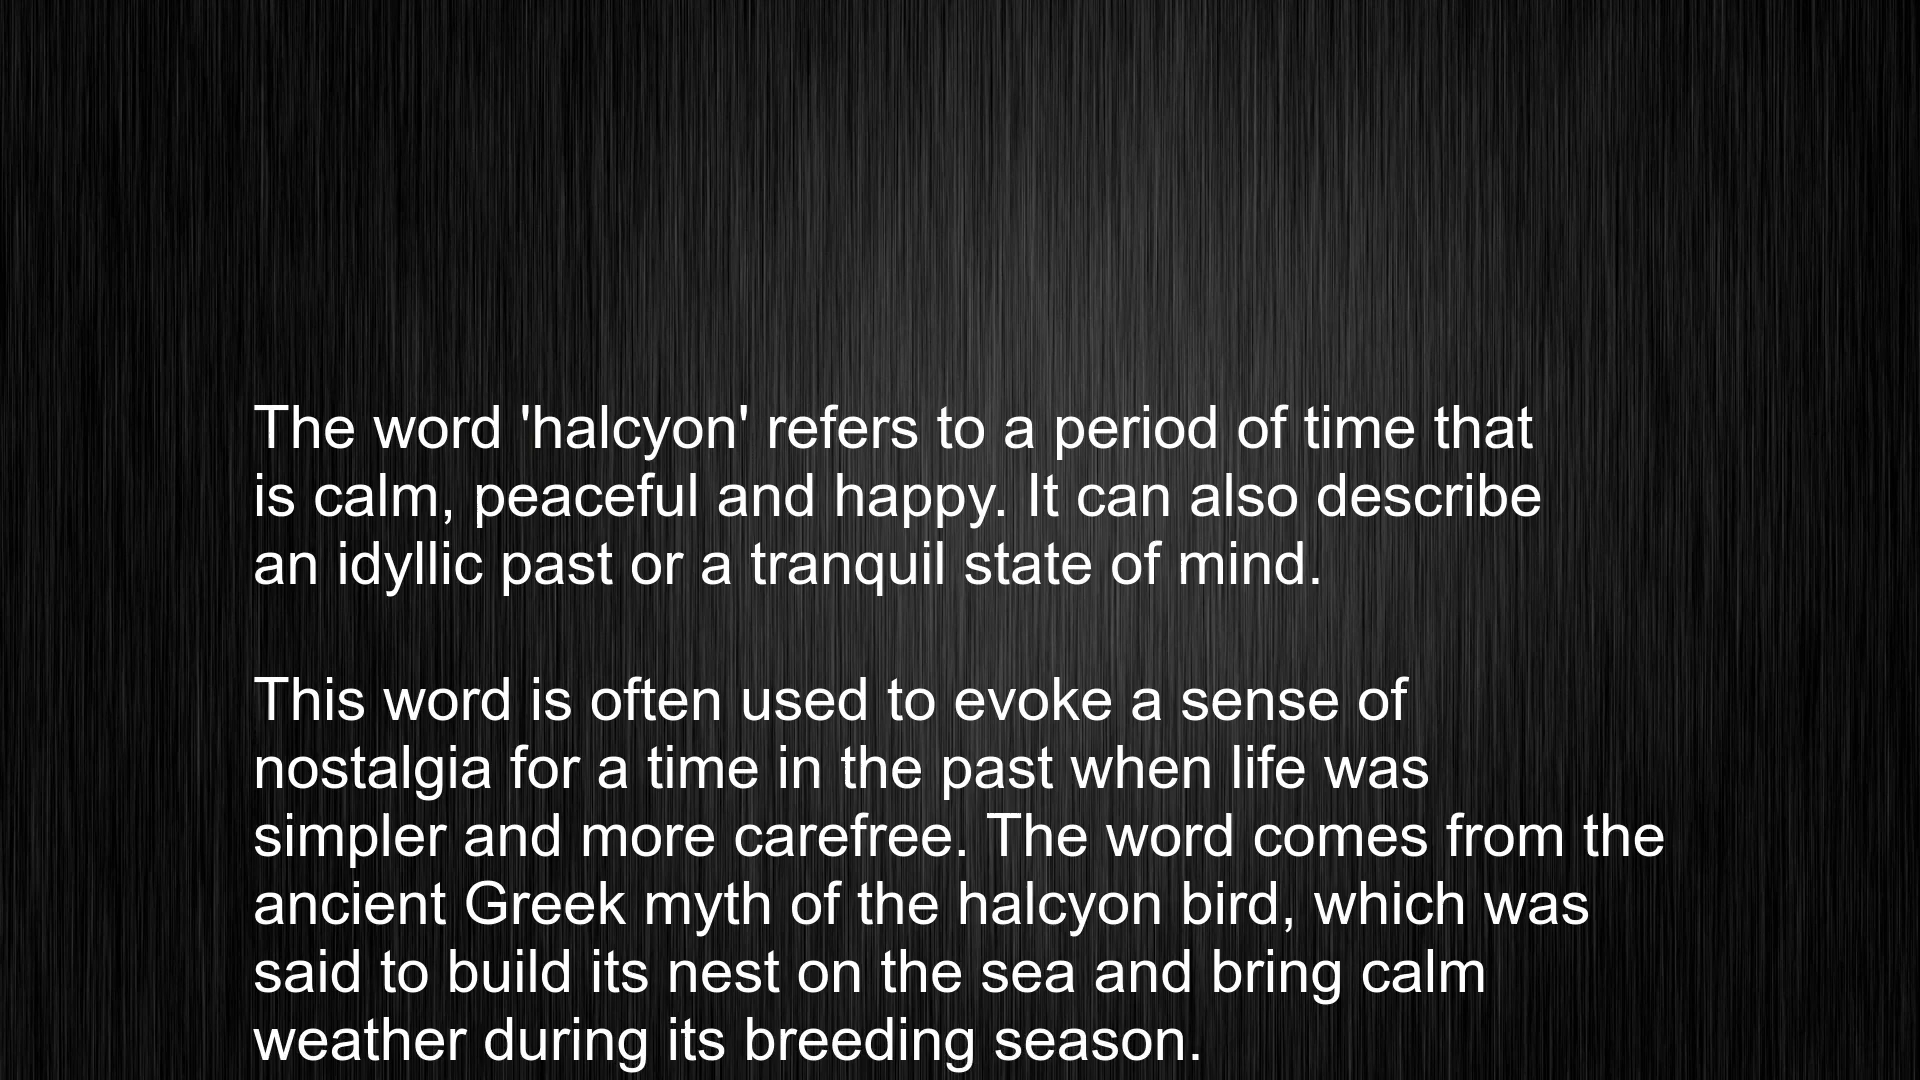 The word 'halcyon' refers to a period of time that
is calm, peaceful and happy. It can also describe
an idyllic past or a tranquil state of mind.
This word is often used to evoke a sense of
nostalgia for a time in the past when life was
simpler and more carefree. The word comes from the
ancient Greek myth of the halcyon bird, which was
said to build its nest on the sea and bring calm
weather during its breeding season.